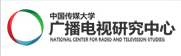 中国传媒大学
广播电视研究中心
NATIONAL CENTER FOR RADIO AND TELEVISION STUDIES